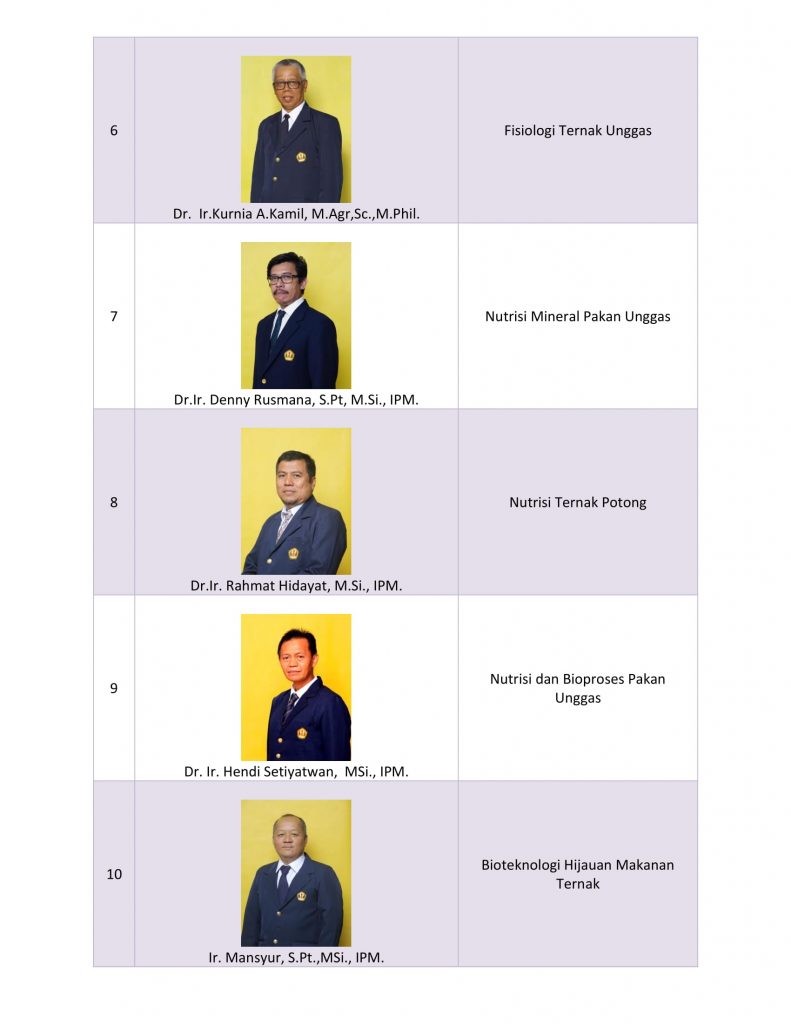 6
Dr.  Ir.Kurnia A.Kamil, M.Agr,Sc.,M.Phil.
Fisiologi Ternak Unggas
7
Dr.Ir. Denny Rusmana, S.Pt, M.Si., IPM.
Nutrisi Mineral Pakan Unggas
8
Dr.Ir. Rahmat Hidayat, M.Si., IPM.
Nutrisi Ternak Potong
9
Dr. Ir. Hendi Setiyatwan,  MSi., IPM.
Nutrisi dan Bioproses Pakan
Unggas
10
Ir. Mansyur, S.Pt.,MSi., IPM.
Bioteknologi Hijauan Makanan
Ternak